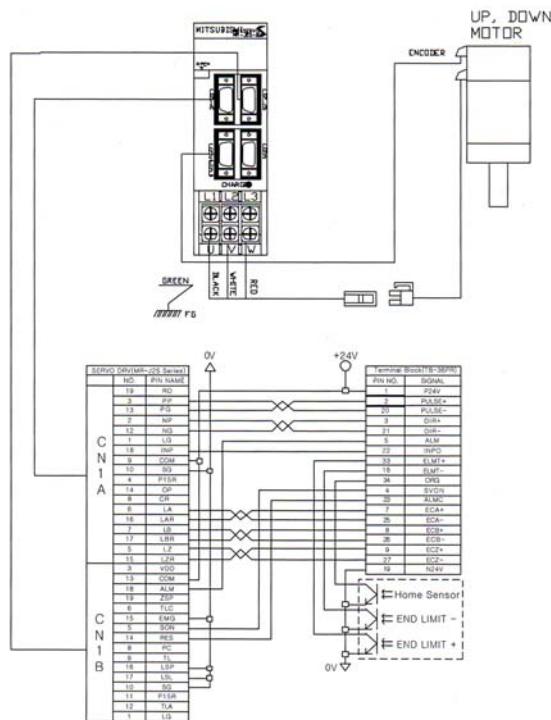 UP, DOWN
MOTOR
ENCODER
MITSUBISHI
CHARGE
L1 L2 L3
U V W
GREEN
BLACK
WHITE
RED
FG
0V
+24V
SERVO DRV(MR-J2S Series)
NO. PIN NAME
CN1A
19 RD
3 PP
13 PG
2 NP
12 NG
1 LG
18 INP
9 COM
10 SG
4 P15R
14 OP
8 CR
6 LA
16 LAR
7 LB
17 LBR
5 LZ
15 LZR
CN1B
3 VDD
13 COM
18 ALM
19 ZSP
6 TLC
15 EMG
5 SON
14 RES
8 PC
9 TL
16 LSP
17 LSL
10 SG
11 P15R
12 TLA
1 LG
Terminal Block(TB-36PR)
PIN NO. SIGNAL
1 P24V
2 PULSE+
20 PULSE-
3 DIR+
21 DIR-
5 ALM
22 INPO
33 ELMT+
18 ELMT-
34 ORG
4 SVON
23 ALMC
7 ECA+
25 ECA-
8 ECB+
26 ECB-
9 ECZ+
27 ECZ-
19 N24V
Home Sensor
END LIMIT -
END LIMIT +
0V